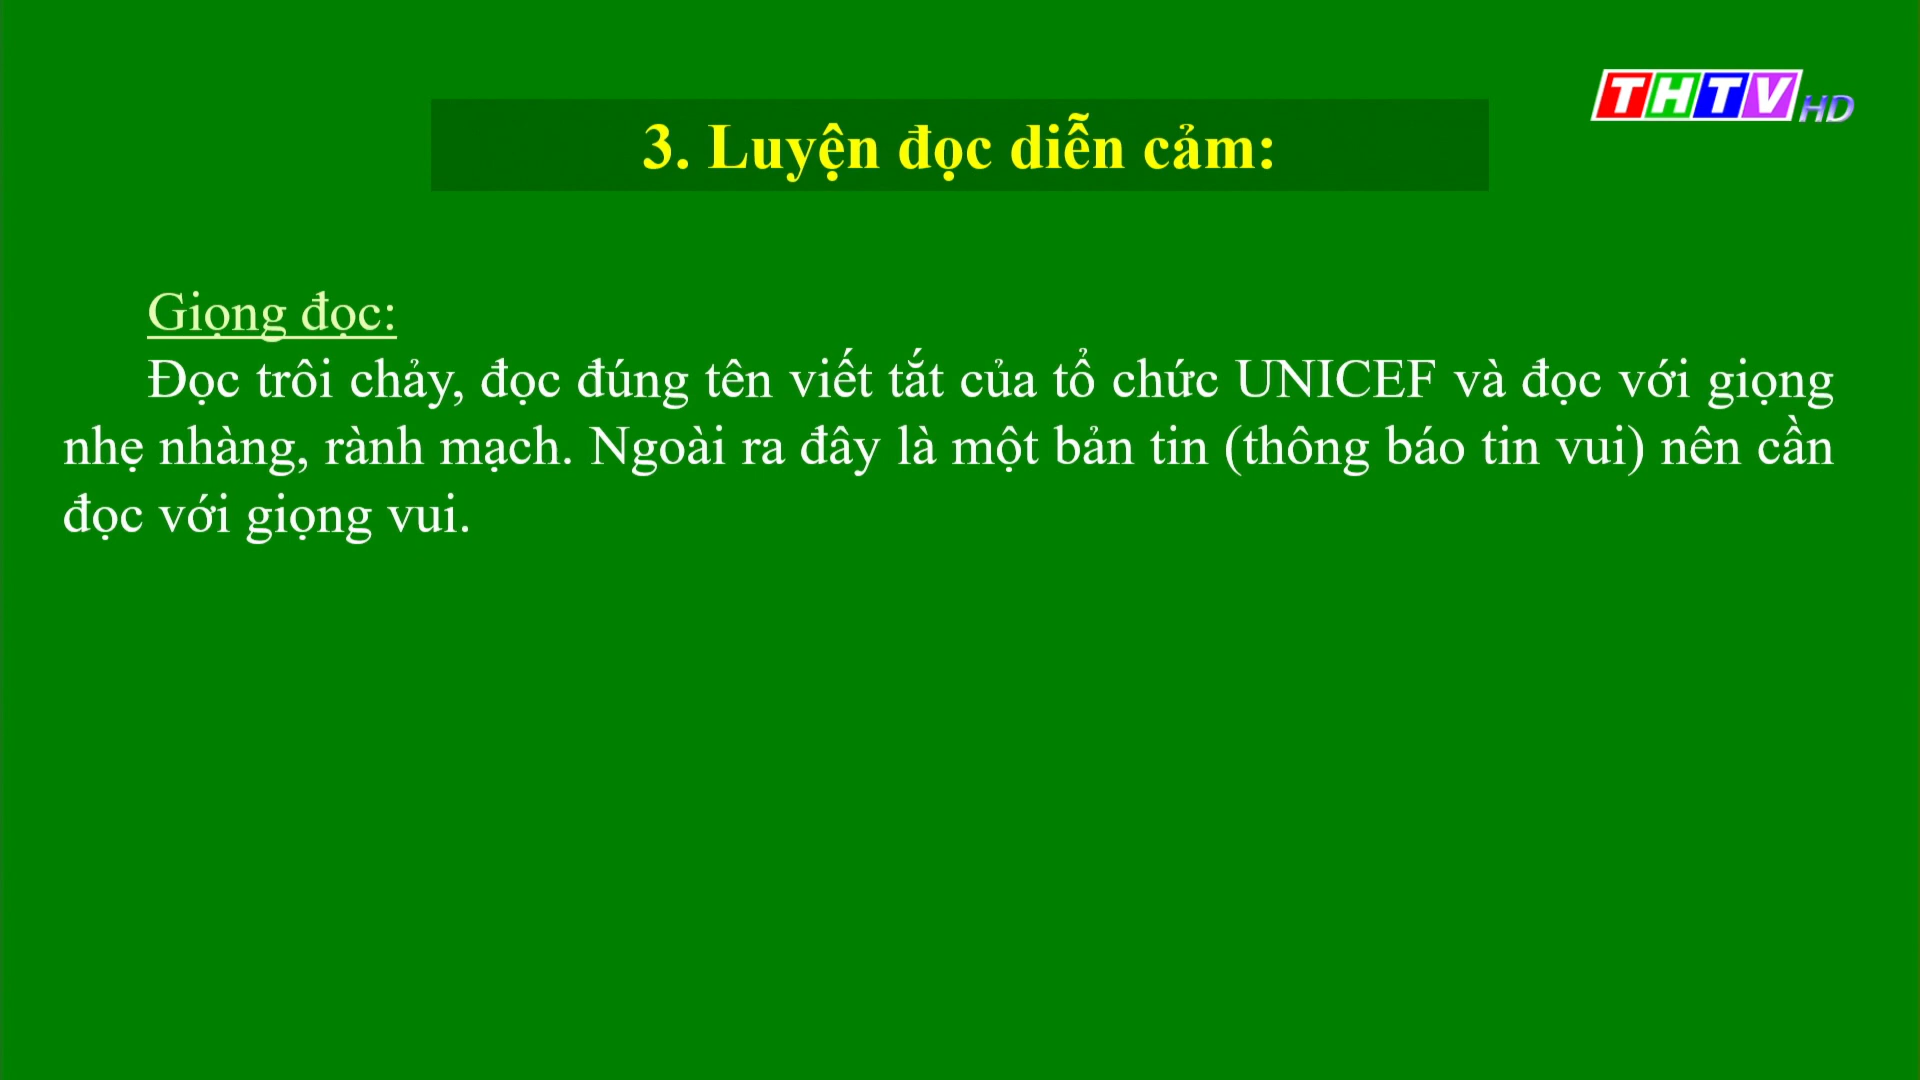 THTV HD
3. Luyện đọc diễn cảm:
Giọng đọc:
Đọc trôi chảy, đọc đúng tên viết tắt của tổ chức UNICEF và đọc với giọng
nhẹ nhàng, rành mạch. Ngoài ra đây là một bản tin (thông báo tin vui) nên cần
đọc với giọng vui.